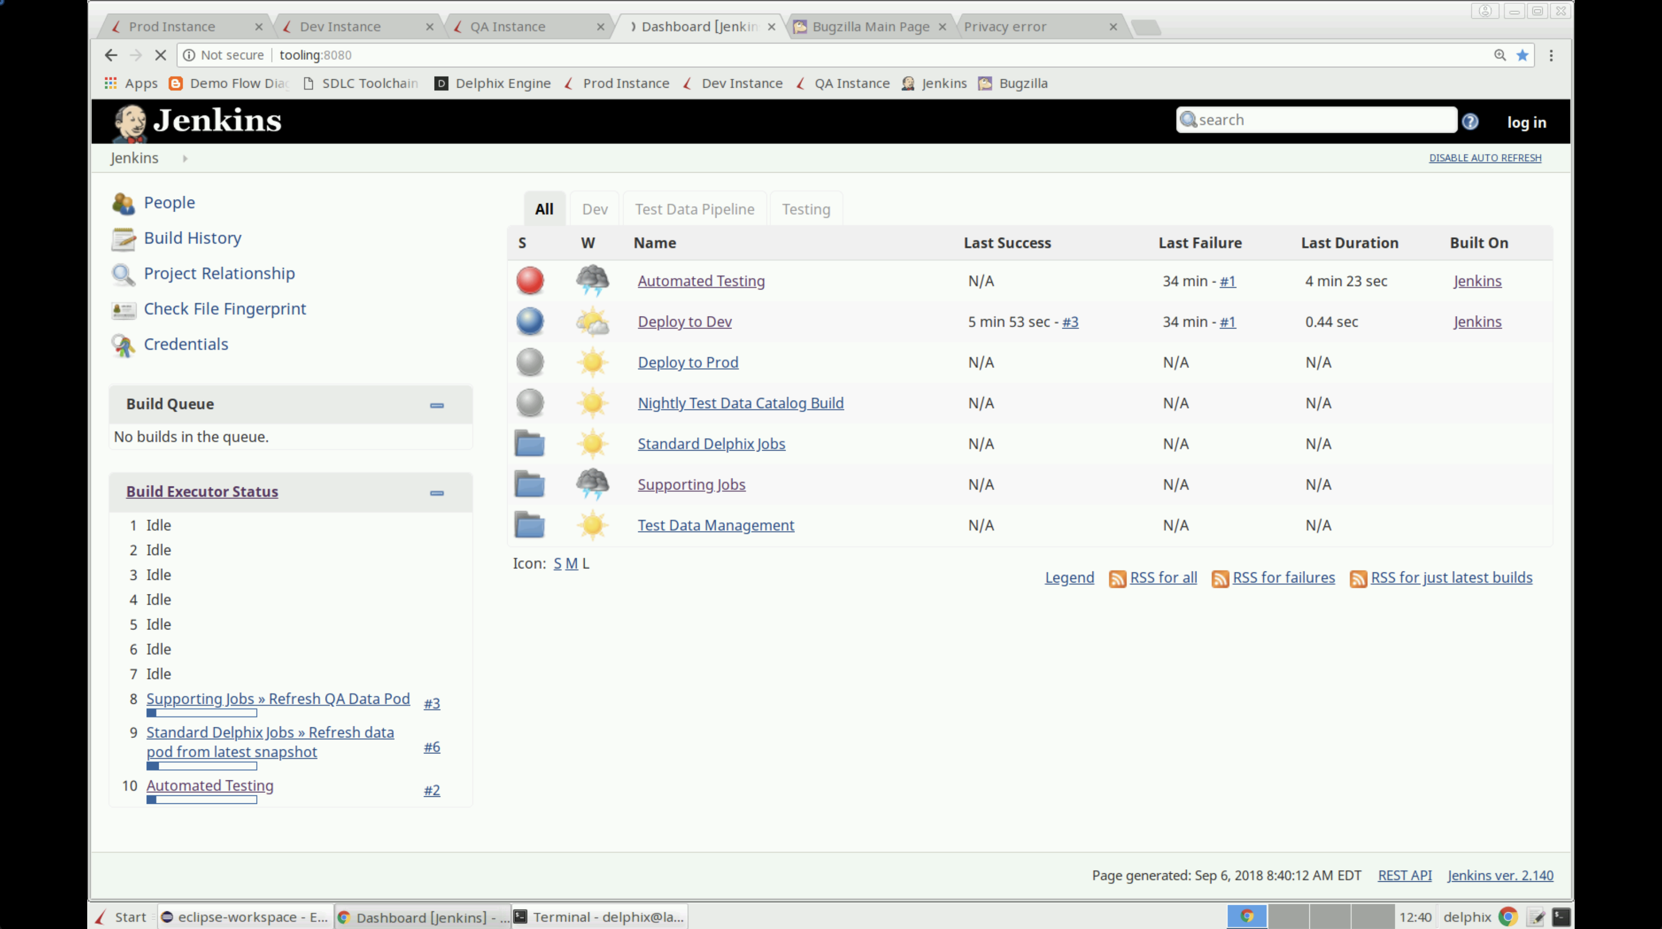 Prod Instance
Dev Instance
QA Instance
Dashboard [Jenkin
Bugzilla Main Page
Privacy error
Not secure
tooling:8080
Apps
Demo Flow Dia
SDLC Toolchain
D
Delphix Engine
Prod Instance
Dev Instance
QA Instance
Jenkins
Bugzilla
Jenkins
search
?
log in
Jenkins
DISABLE AUTO REFRESH
People
Build History
Project Relationship
Check File Fingerprint
Credentials
Build Queue
No builds in the queue.
Build Executor Status
1 Idle
2 Idle
3 Idle
4 Idle
5 Idle
6 Idle
7 Idle
8 Supporting Jobs » Refresh QA Data Pod #3
9 Standard Delphix Jobs » Refresh data
pod from latest snapshot #6
10 Automated Testing #2
All Dev Test Data Pipeline Testing
S W Name Last Success Last Failure Last Duration Built On
Automated Testing N/A 34 min - #1 4 min 23 sec Jenkins
Deploy to Dev 5 min 53 sec - #3 34 min - #1 0.44 sec Jenkins
Deploy to Prod N/A N/A N/A
Nightly Test Data Catalog Build N/A N/A N/A
Standard Delphix Jobs N/A N/A N/A
Supporting Jobs N/A N/A N/A
Test Data Management N/A N/A N/A
Icon: S M L
Legend RSS for all RSS for failures RSS for just latest builds
Page generated: Sep 6, 2018 8:40:12 AM EDT REST API Jenkins ver. 2.140
Start
eclipse-workspace - E...
Dashboard [Jenkins] - ...
Terminal - delphix@la...
12:40
delphix